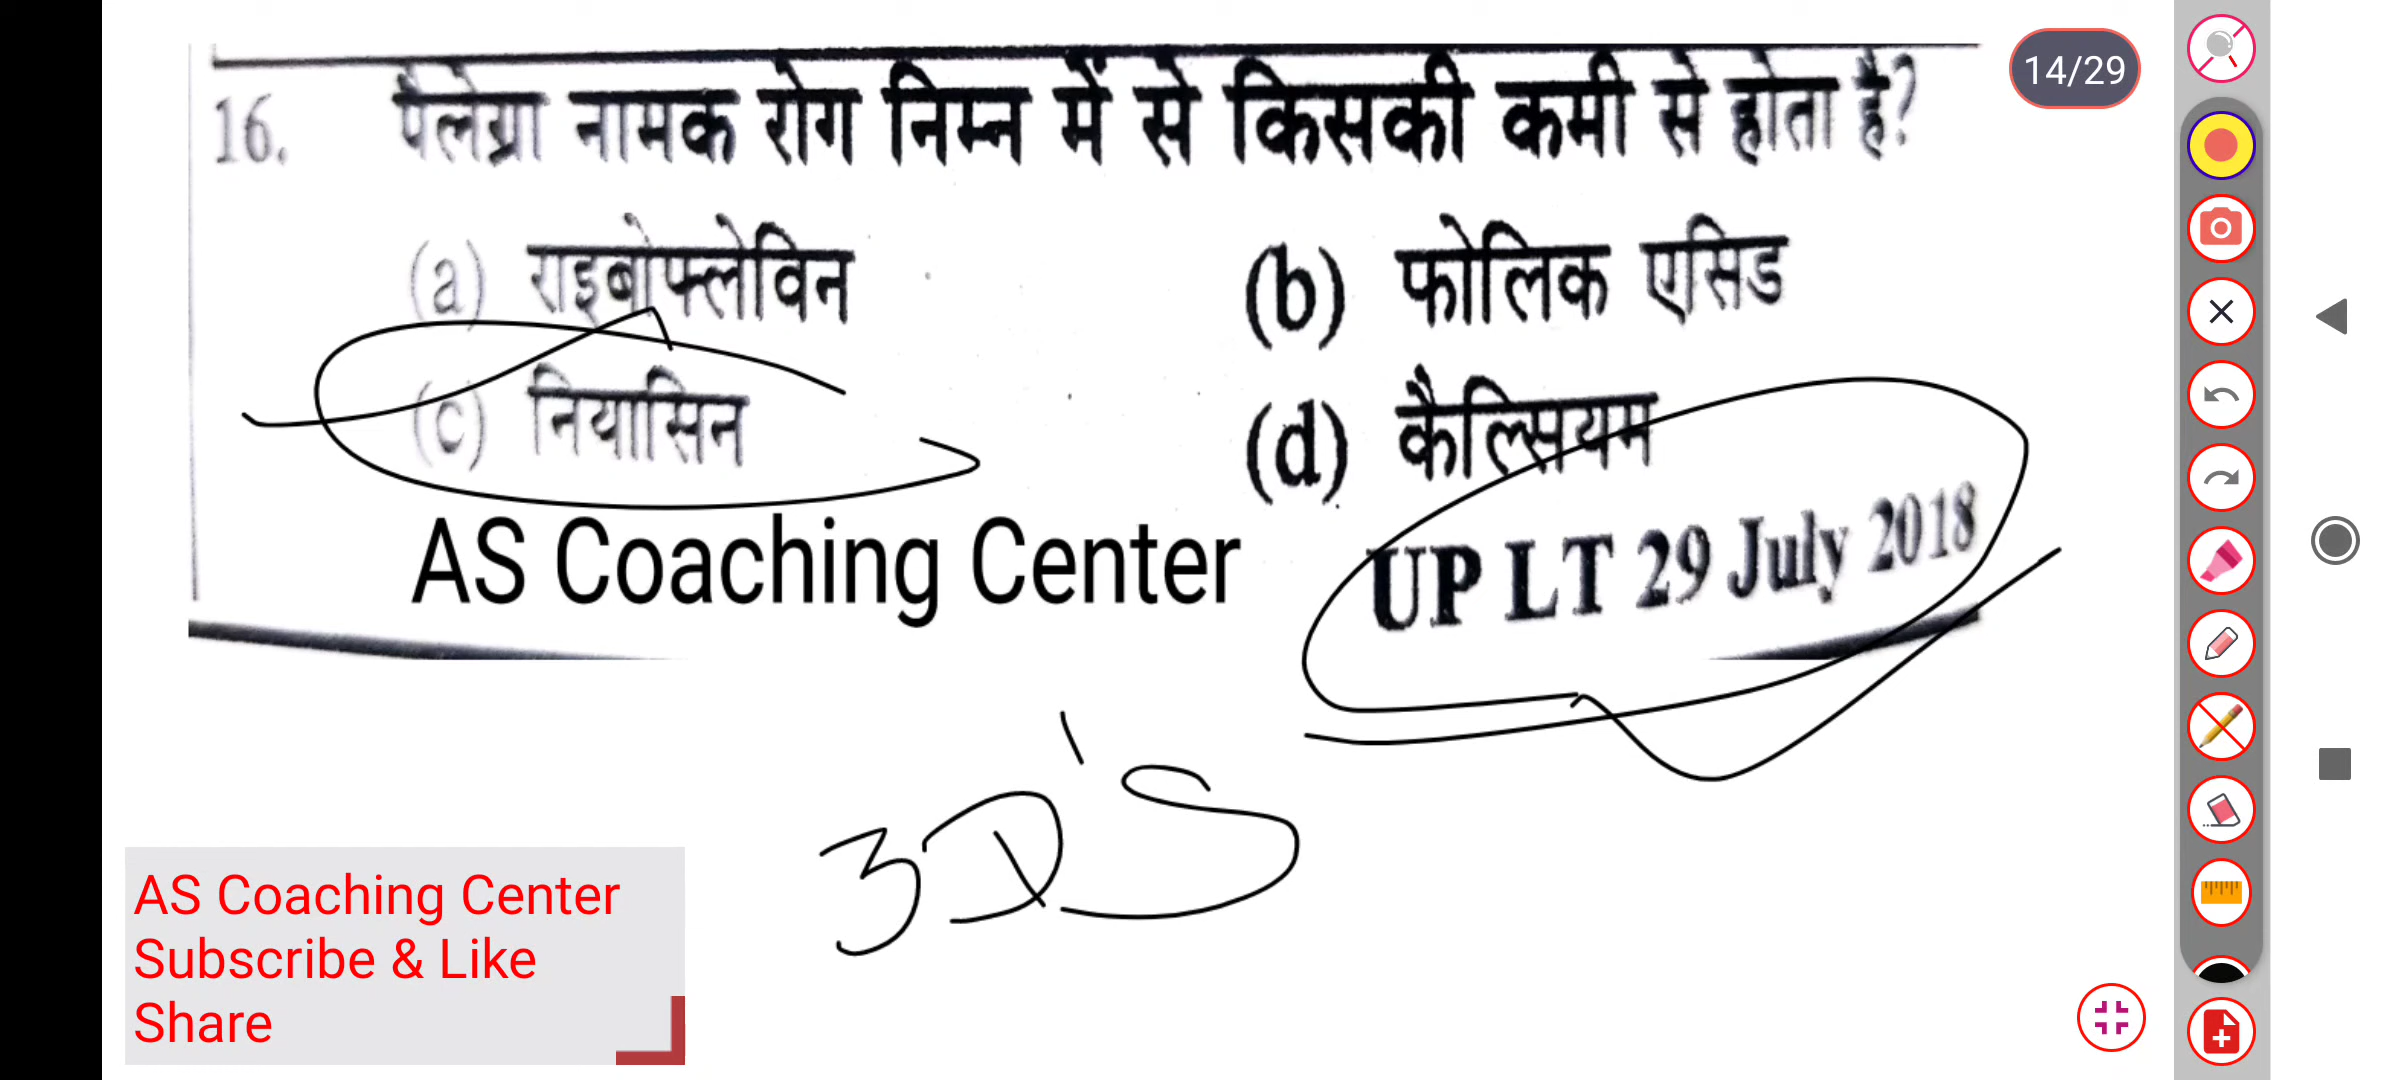 14/29
16. पैलेग्रा नामक रोग निम्न में से किसकी कमी से होता है?
(a) राइबोफ्लेविन (b) फोलिक एसिड
(c) नियासिन (d) कैल्सियम
AS Coaching Center UP LT 29 July 2018
3D'S
AS Coaching Center
Subscribe & Like
Share